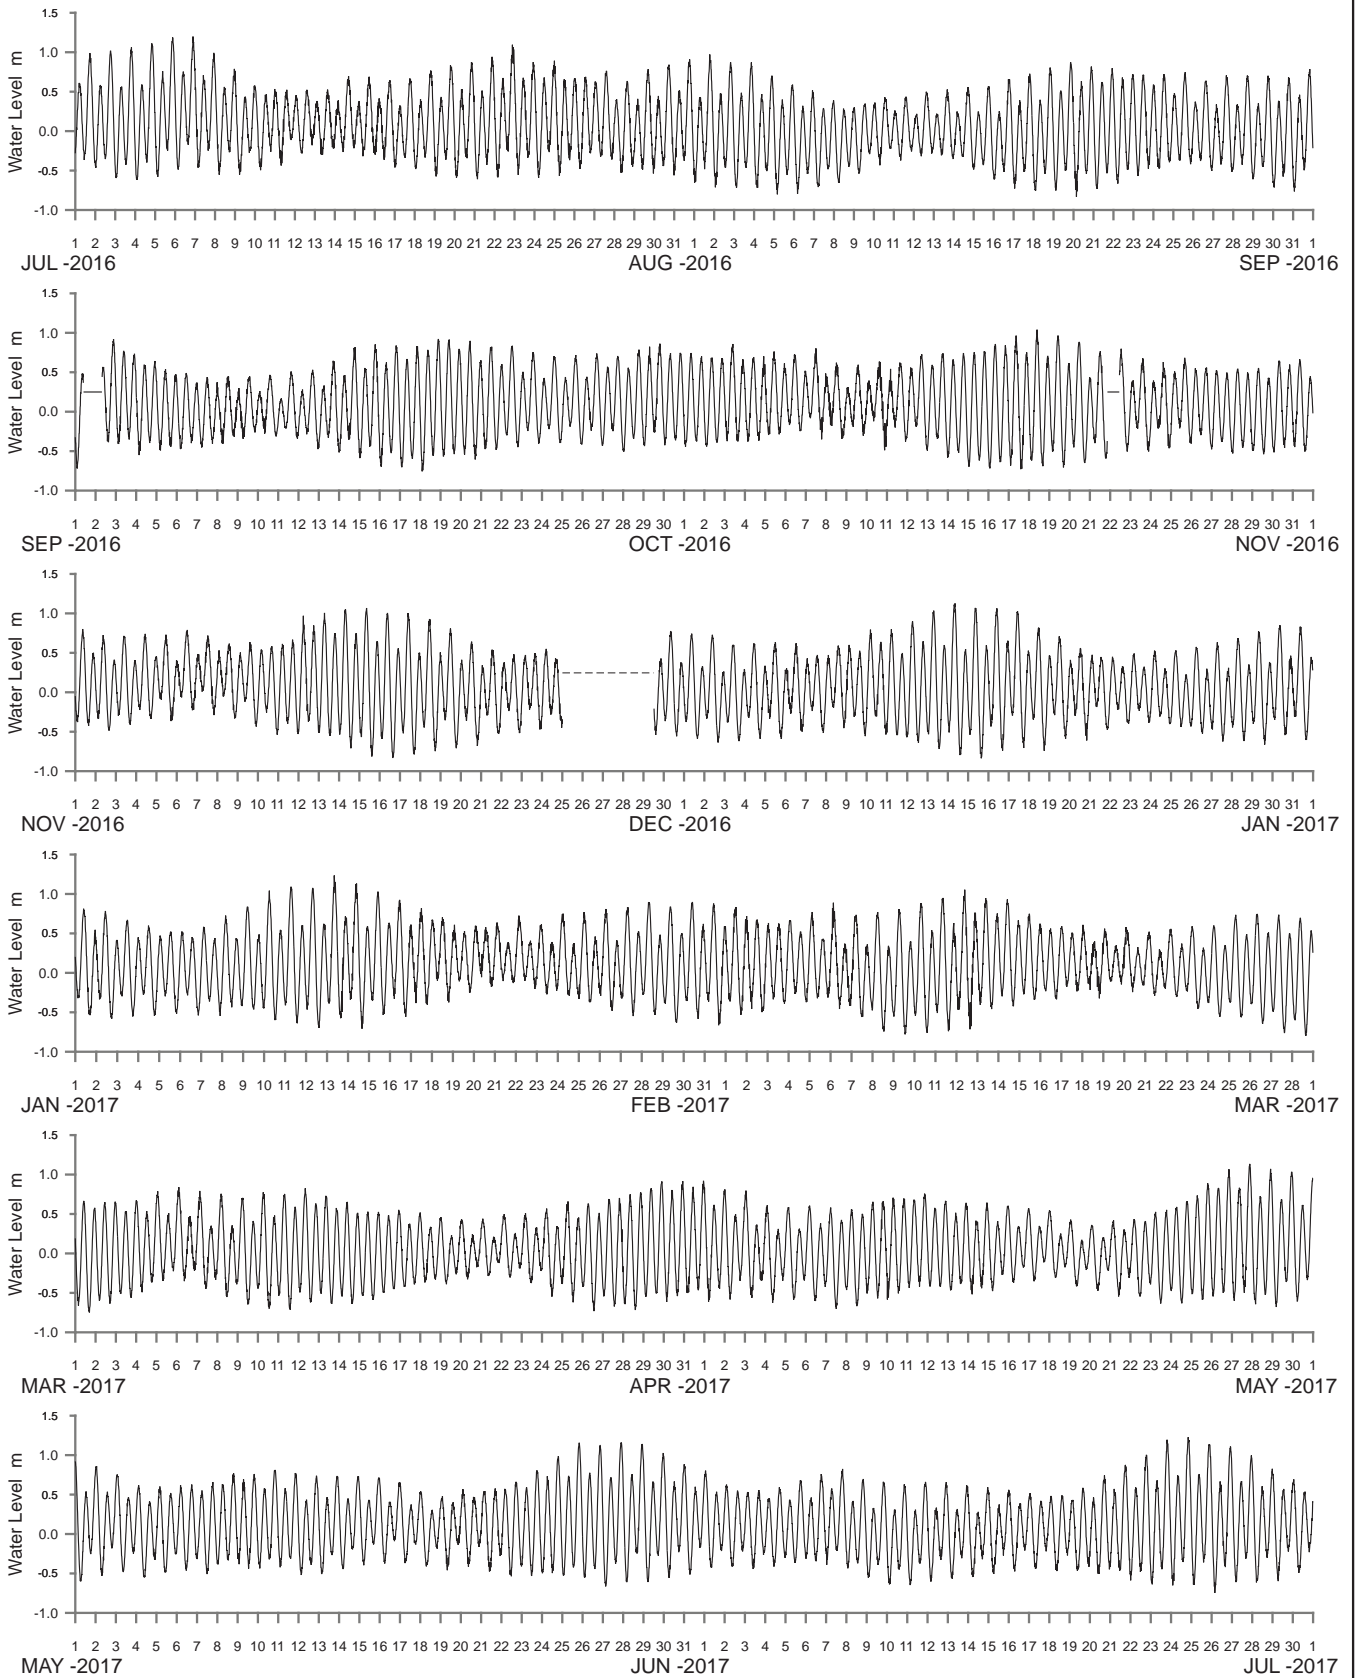 1.5
1.0
0.5
0.0
-0.5
-1.0
Water Level m
1 2 3 4 5 6 7 8 9 10 11 12 13 14 15 16 17 18 19 20 21 22 23 24 25 26 27 28 29 30 31 1 2 3 4 5 6 7 8 9 10 11 12 13 14 15 16 17 18 19 20 21 22 23 24 25 26 27 28 29 30 31 1
JUL -2016 AUG -2016 SEP -2016
1.5
1.0
0.5
0.0
-0.5
-1.0
Water Level m
1 2 3 4 5 6 7 8 9 10 11 12 13 14 15 16 17 18 19 20 21 22 23 24 25 26 27 28 29 30 1 2 3 4 5 6 7 8 9 10 11 12 13 14 15 16 17 18 19 20 21 22 23 24 25 26 27 28 29 30 31 1
SEP -2016 OCT -2016 NOV -2016
1.5
1.0
0.5
0.0
-0.5
-1.0
Water Level m
1 2 3 4 5 6 7 8 9 10 11 12 13 14 15 16 17 18 19 20 21 22 23 24 25 26 27 28 29 30 1 2 3 4 5 6 7 8 9 10 11 12 13 14 15 16 17 18 19 20 21 22 23 24 25 26 27 28 29 30 31 1
NOV -2016 DEC -2016 JAN -2017
1.5
1.0
0.5
0.0
-0.5
-1.0
Water Level m
1 2 3 4 5 6 7 8 9 10 11 12 13 14 15 16 17 18 19 20 21 22 23 24 25 26 27 28 29 30 31 1 2 3 4 5 6 7 8 9 10 11 12 13 14 15 16 17 18 19 20 21 22 23 24 25 26 27 28 1
JAN -2017 FEB -2017 MAR -2017
1.5
1.0
0.5
0.0
-0.5
-1.0
Water Level m
1 2 3 4 5 6 7 8 9 10 11 12 13 14 15 16 17 18 19 20 21 22 23 24 25 26 27 28 29 30 31 1 2 3 4 5 6 7 8 9 10 11 12 13 14 15 16 17 18 19 20 21 22 23 24 25 26 27 28 29 30 1
MAR -2017 APR -2017 MAY -2017
1.5
1.0
0.5
0.0
-0.5
-1.0
Water Level m
1 2 3 4 5 6 7 8 9 10 11 12 13 14 15 16 17 18 19 20 21 22 23 24 25 26 27 28 29 30 31 1 2 3 4 5 6 7 8 9 10 11 12 13 14 15 16 17 18 19 20 21 22 23 24 25 26 27 28 29 30 1
MAY -2017 JUN -2017 JUL -2017